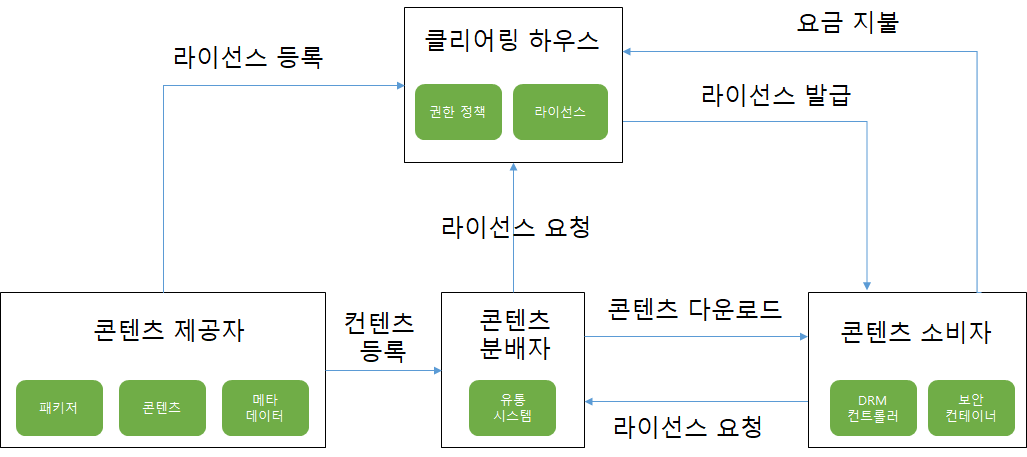 요금 지불
클리어링 하우스
라이선스 등록
라이선스 발급
권한 정책
라이선스
라이선스 요청
콘텐츠 제공자
컨텐츠
등록
콘텐츠
분배자
콘텐츠 다운로드
콘텐츠 소비자
패키저
콘텐츠
메타
데이터
유통
시스템
라이선스 요청
DRM
컨트롤러
보안
컨테이너